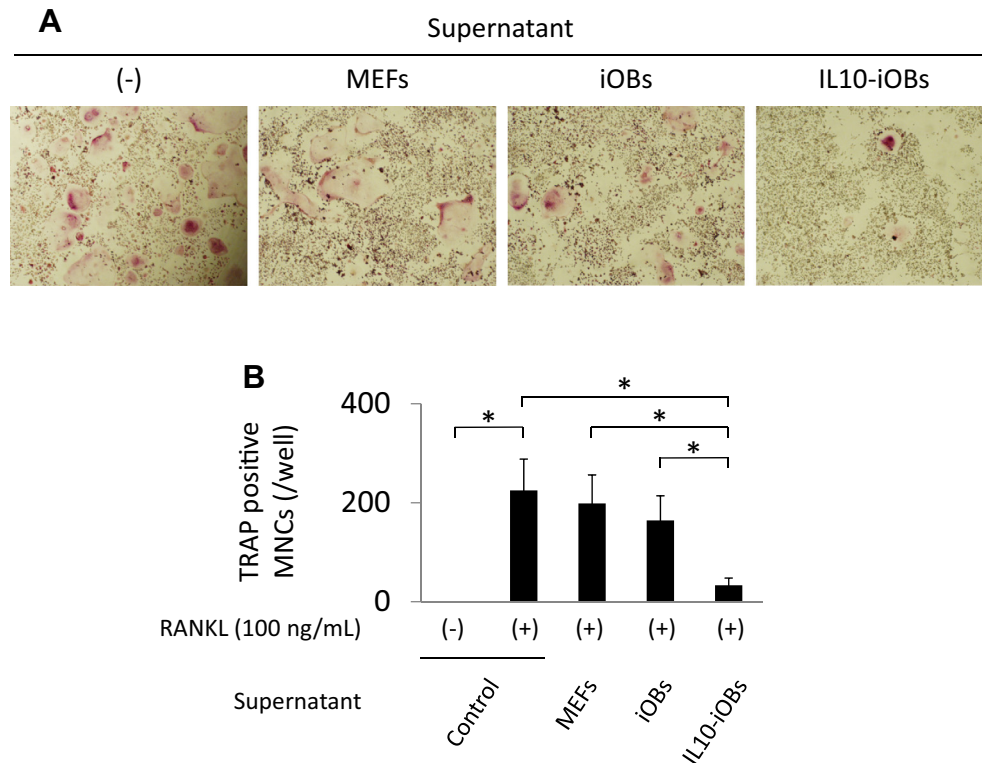 A
Supernatant
(-) MEFs iOBs IL10-iOBs
B
* * * *
400
200
0
TRAP positive
MNCs (/well)
RANKL (100 ng/mL) (-) (+) (+) (+) (+)
Supernatant Control MEFs iOBs IL10-iOBs